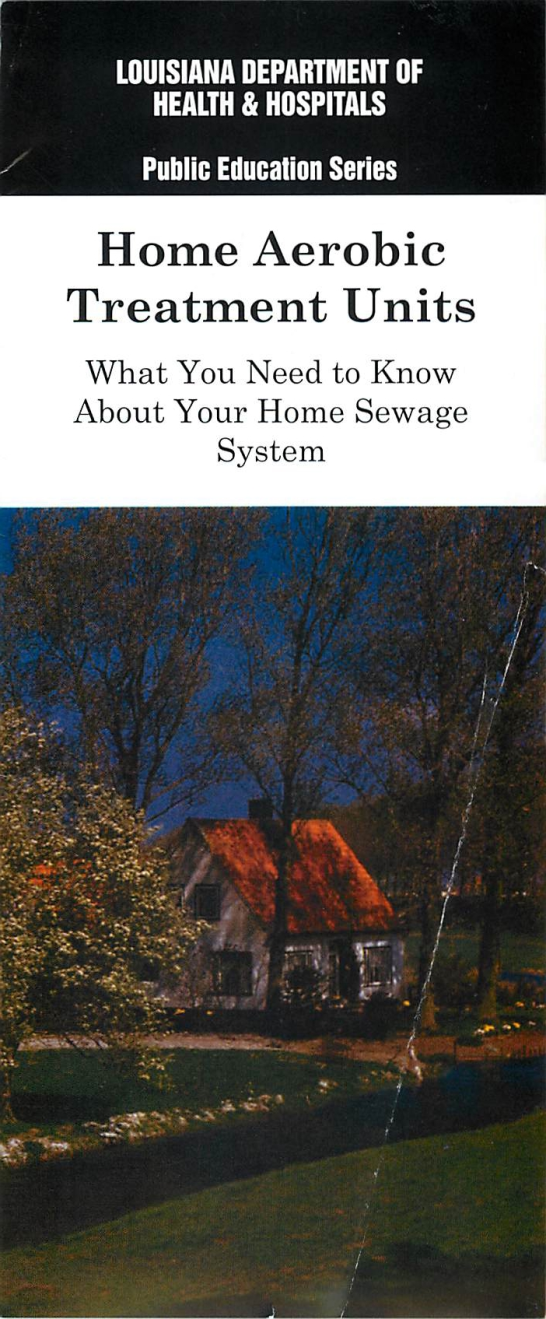 LOUISIANA DEPARTMENT OF
HEALTH & HOSPITALS
Public Education Series
Home Aerobic
Treatment Units
What You Need to Know
About Your Home Sewage
System